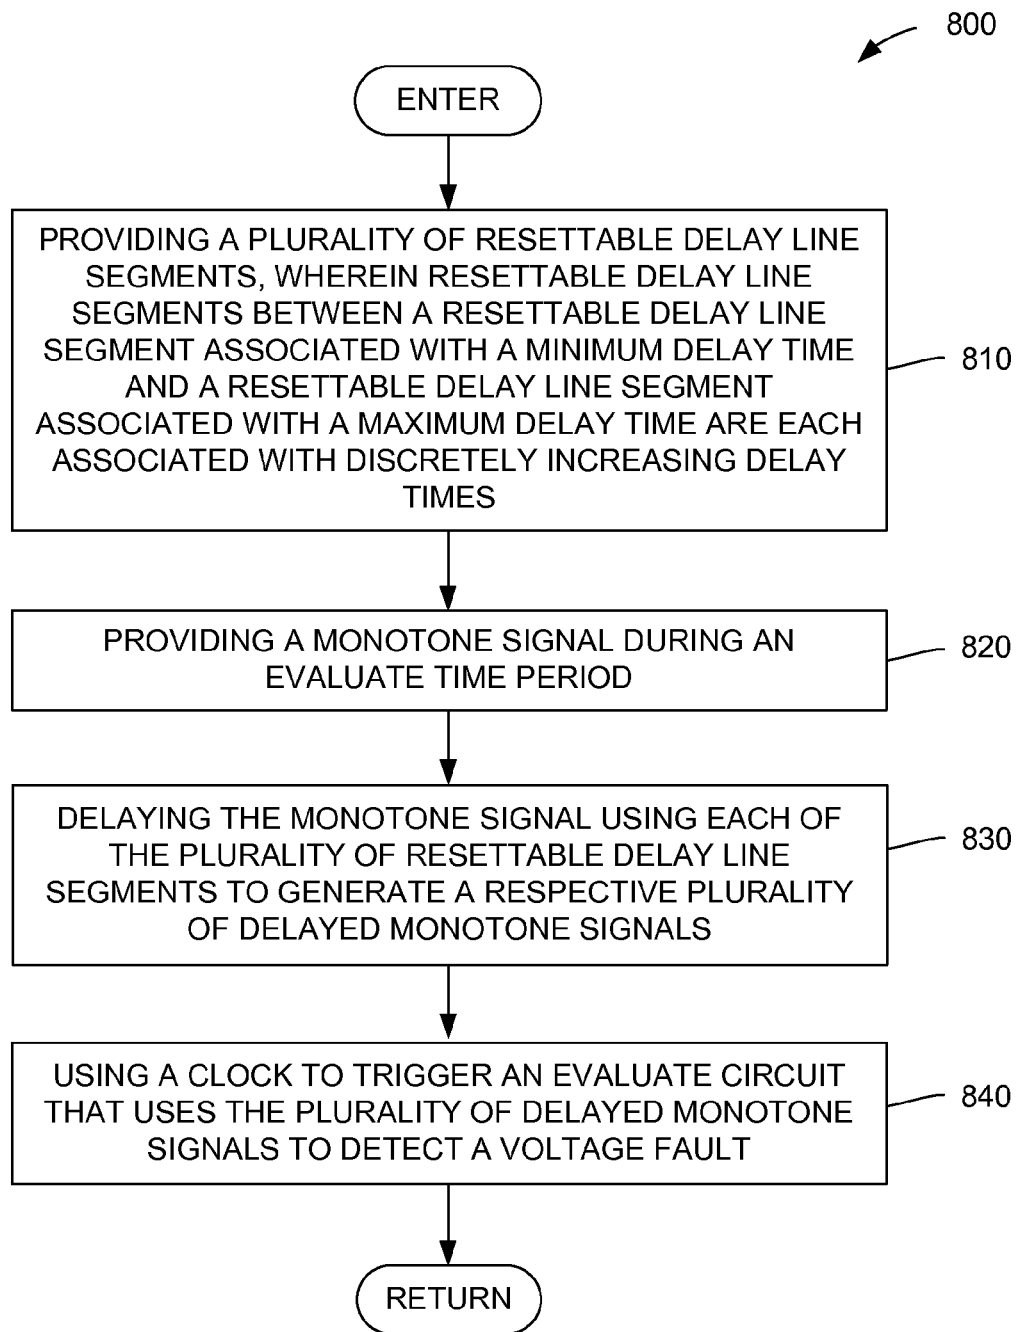 800
ENTER
PROVIDING A PLURALITY OF RESETTABLE DELAY LINE
SEGMENTS, WHEREIN RESETTABLE DELAY LINE
SEGMENTS BETWEEN A RESETTABLE DELAY LINE
SEGMENT ASSOCIATED WITH A MINIMUM DELAY TIME
AND A RESETTABLE DELAY LINE SEGMENT
ASSOCIATED WITH A MAXIMUM DELAY TIME ARE EACH
ASSOCIATED WITH DISCRETELY INCREASING DELAY
TIMES
810
PROVIDING A MONOTONE SIGNAL DURING AN
EVALUATE TIME PERIOD
820
DELAYING THE MONOTONE SIGNAL USING EACH OF
THE PLURALITY OF RESETTABLE DELAY LINE
SEGMENTS TO GENERATE A RESPECTIVE PLURALITY
OF DELAYED MONOTONE SIGNALS
830
USING A CLOCK TO TRIGGER AN EVALUATE CIRCUIT
THAT USES THE PLURALITY OF DELAYED MONOTONE
SIGNALS TO DETECT A VOLTAGE FAULT
840
RETURN